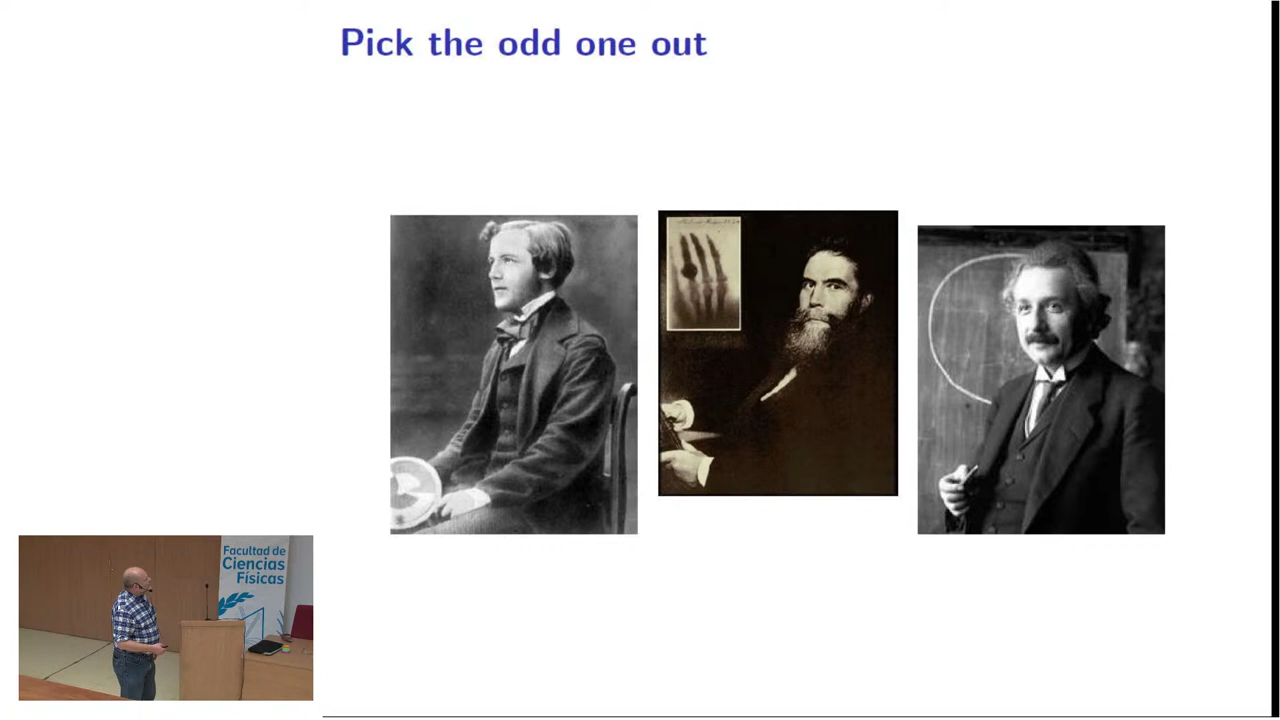 Pick the odd one out
Facultad de
Ciencias
Físicas